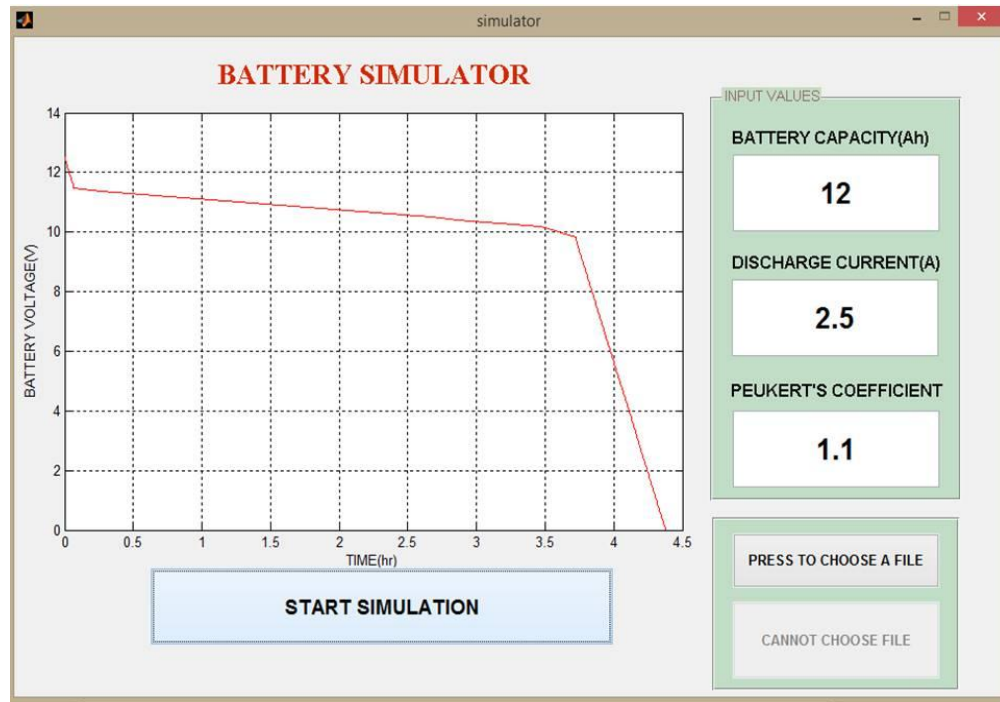 simulator
BATTERY SIMULATOR
14
12
10
8
6
4
2
0
BATTERY VOLTAGE(V)
0 0.5 1 1.5 2 2.5 3 3.5 4 4.5
TIME(hr)
START SIMULATION
INPUT VALUES
BATTERY CAPACITY(Ah)
12
DISCHARGE CURRENT(A)
2.5
PEUKERT'S COEFFICIENT
1.1
PRESS TO CHOOSE A FILE
CANNOT CHOOSE FILE